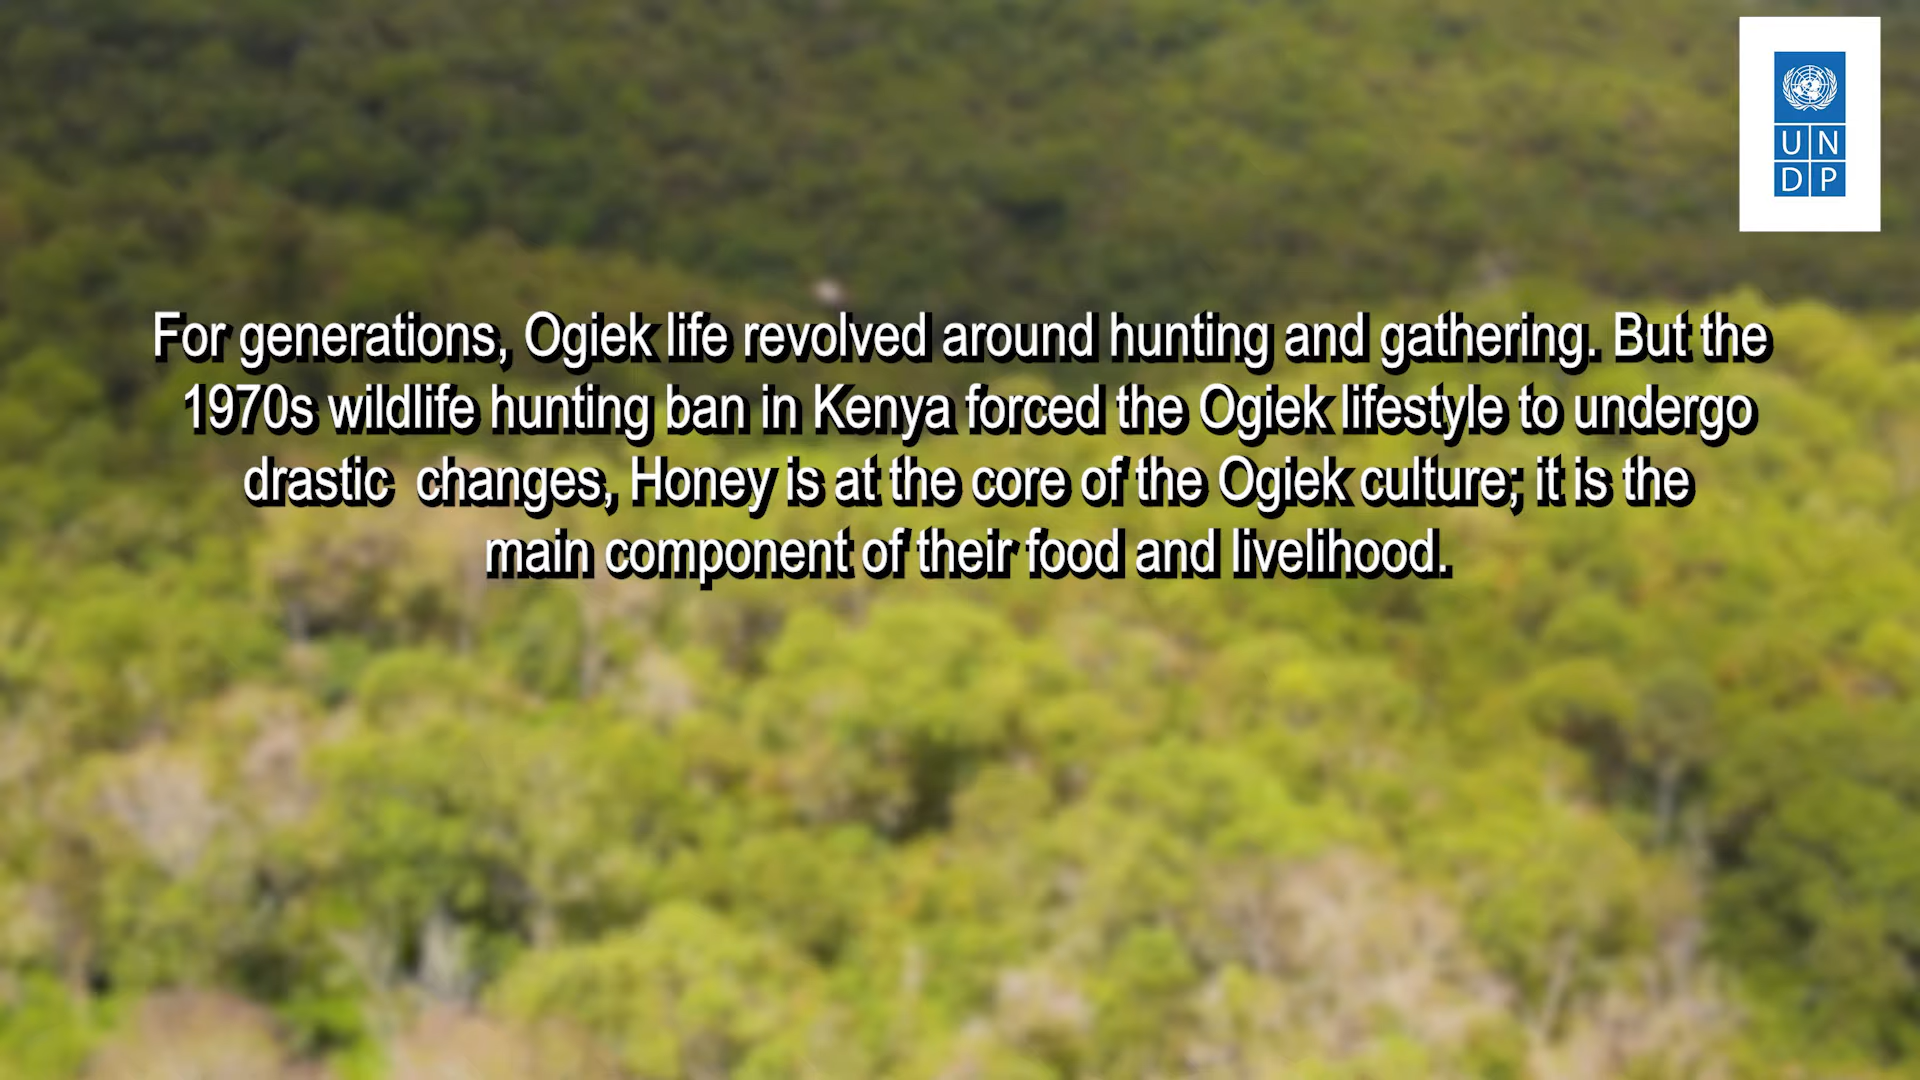 UN
DP
For generations, Ogiek life revolved around hunting and gathering. But the
1970s wildlife hunting ban in Kenya forced the Ogiek lifestyle to undergo
drastic  changes, Honey is at the core of the Ogiek culture; it is the
main component of their food and livelihood.